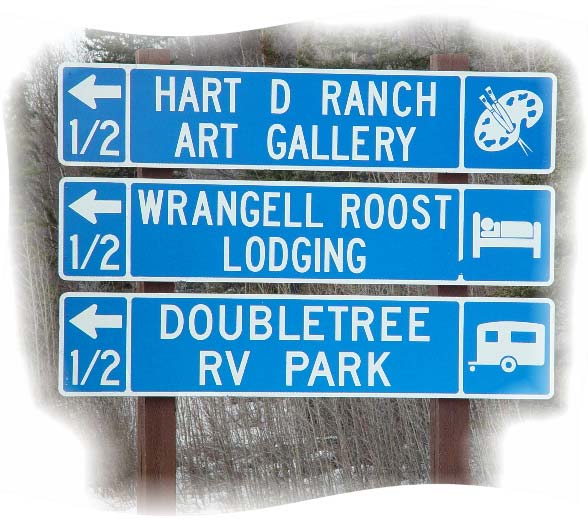 1/2 HART D RANCH
ART GALLERY
1/2 WRANGELL ROOST
LODGING
1/2 DOUBLETREE
RV PARK